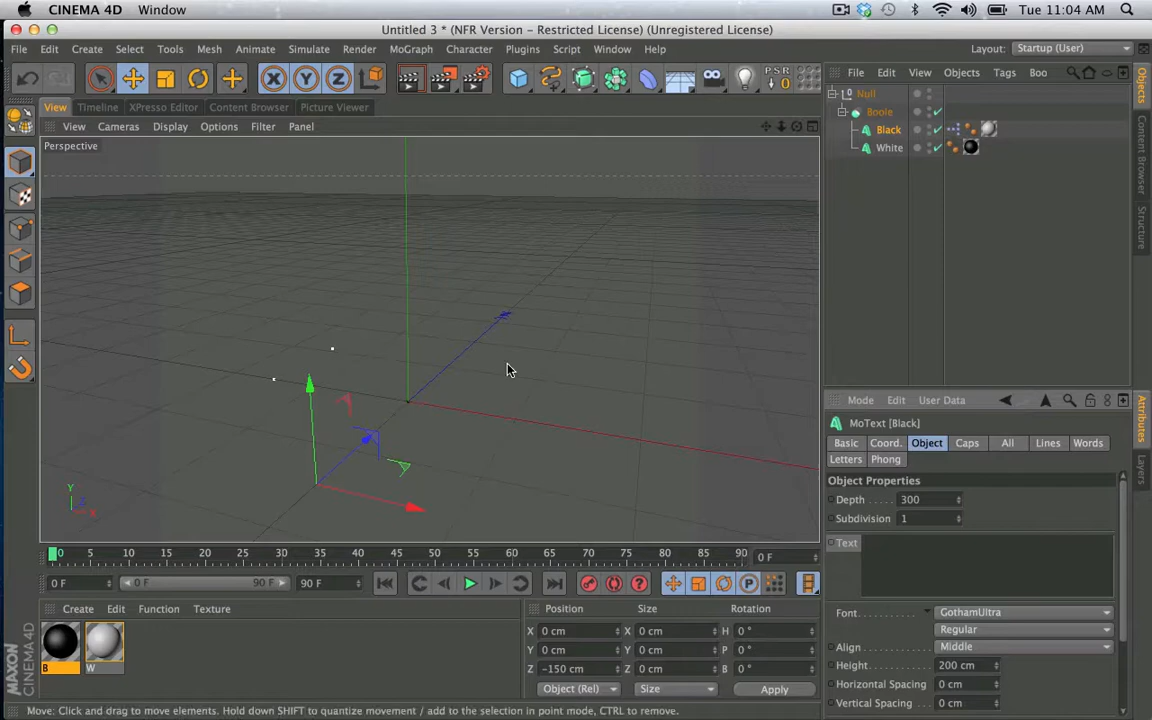 CINEMA 4D Window Tue 11:04 AM
Untitled 3 * (NFR Version - Restricted License) (Unregistered License)
File Edit Create Select Tools Mesh Animate Simulate Render MoGraph Character Plugins Script Window Help Layout: Startup (User)
X Y Z PSR 0
File Edit View Objects Tags Boo
View Timeline XPresso Editor Content Browser Picture Viewer
View Cameras Display Options Filter Panel
Perspective
Null
Boole
Black
White
Objects
Content Browser
Structure
Y
Z
X
Mode Edit User Data
MoText [Black]
Basic Coord. Object Caps All Lines Words
Letters Phong
Object Properties
Depth 300
Subdivision 1
Text
Font GothamUltra
Regular
Align Middle
Height 200 cm
Horizontal Spacing 0 cm
Vertical Spacing 0 cm
Attributes
Layers
0 5 10 15 20 25 30 35 40 45 50 55 60 65 70 75 80 85 90 0 F
0 F 0 F 90 F 90 F
Create Edit Function Texture
B W
Position Size Rotation
X 0 cm X 0 cm H 0 °
Y 0 cm Y 0 cm P 0 °
Z -150 cm Z 0 cm B 0 °
Object (Rel) Size Apply
MAXON CINEMA 4D
Move: Click and drag to move elements. Hold down SHIFT to quantize movement / add to the selection in point mode, CTRL to remove.